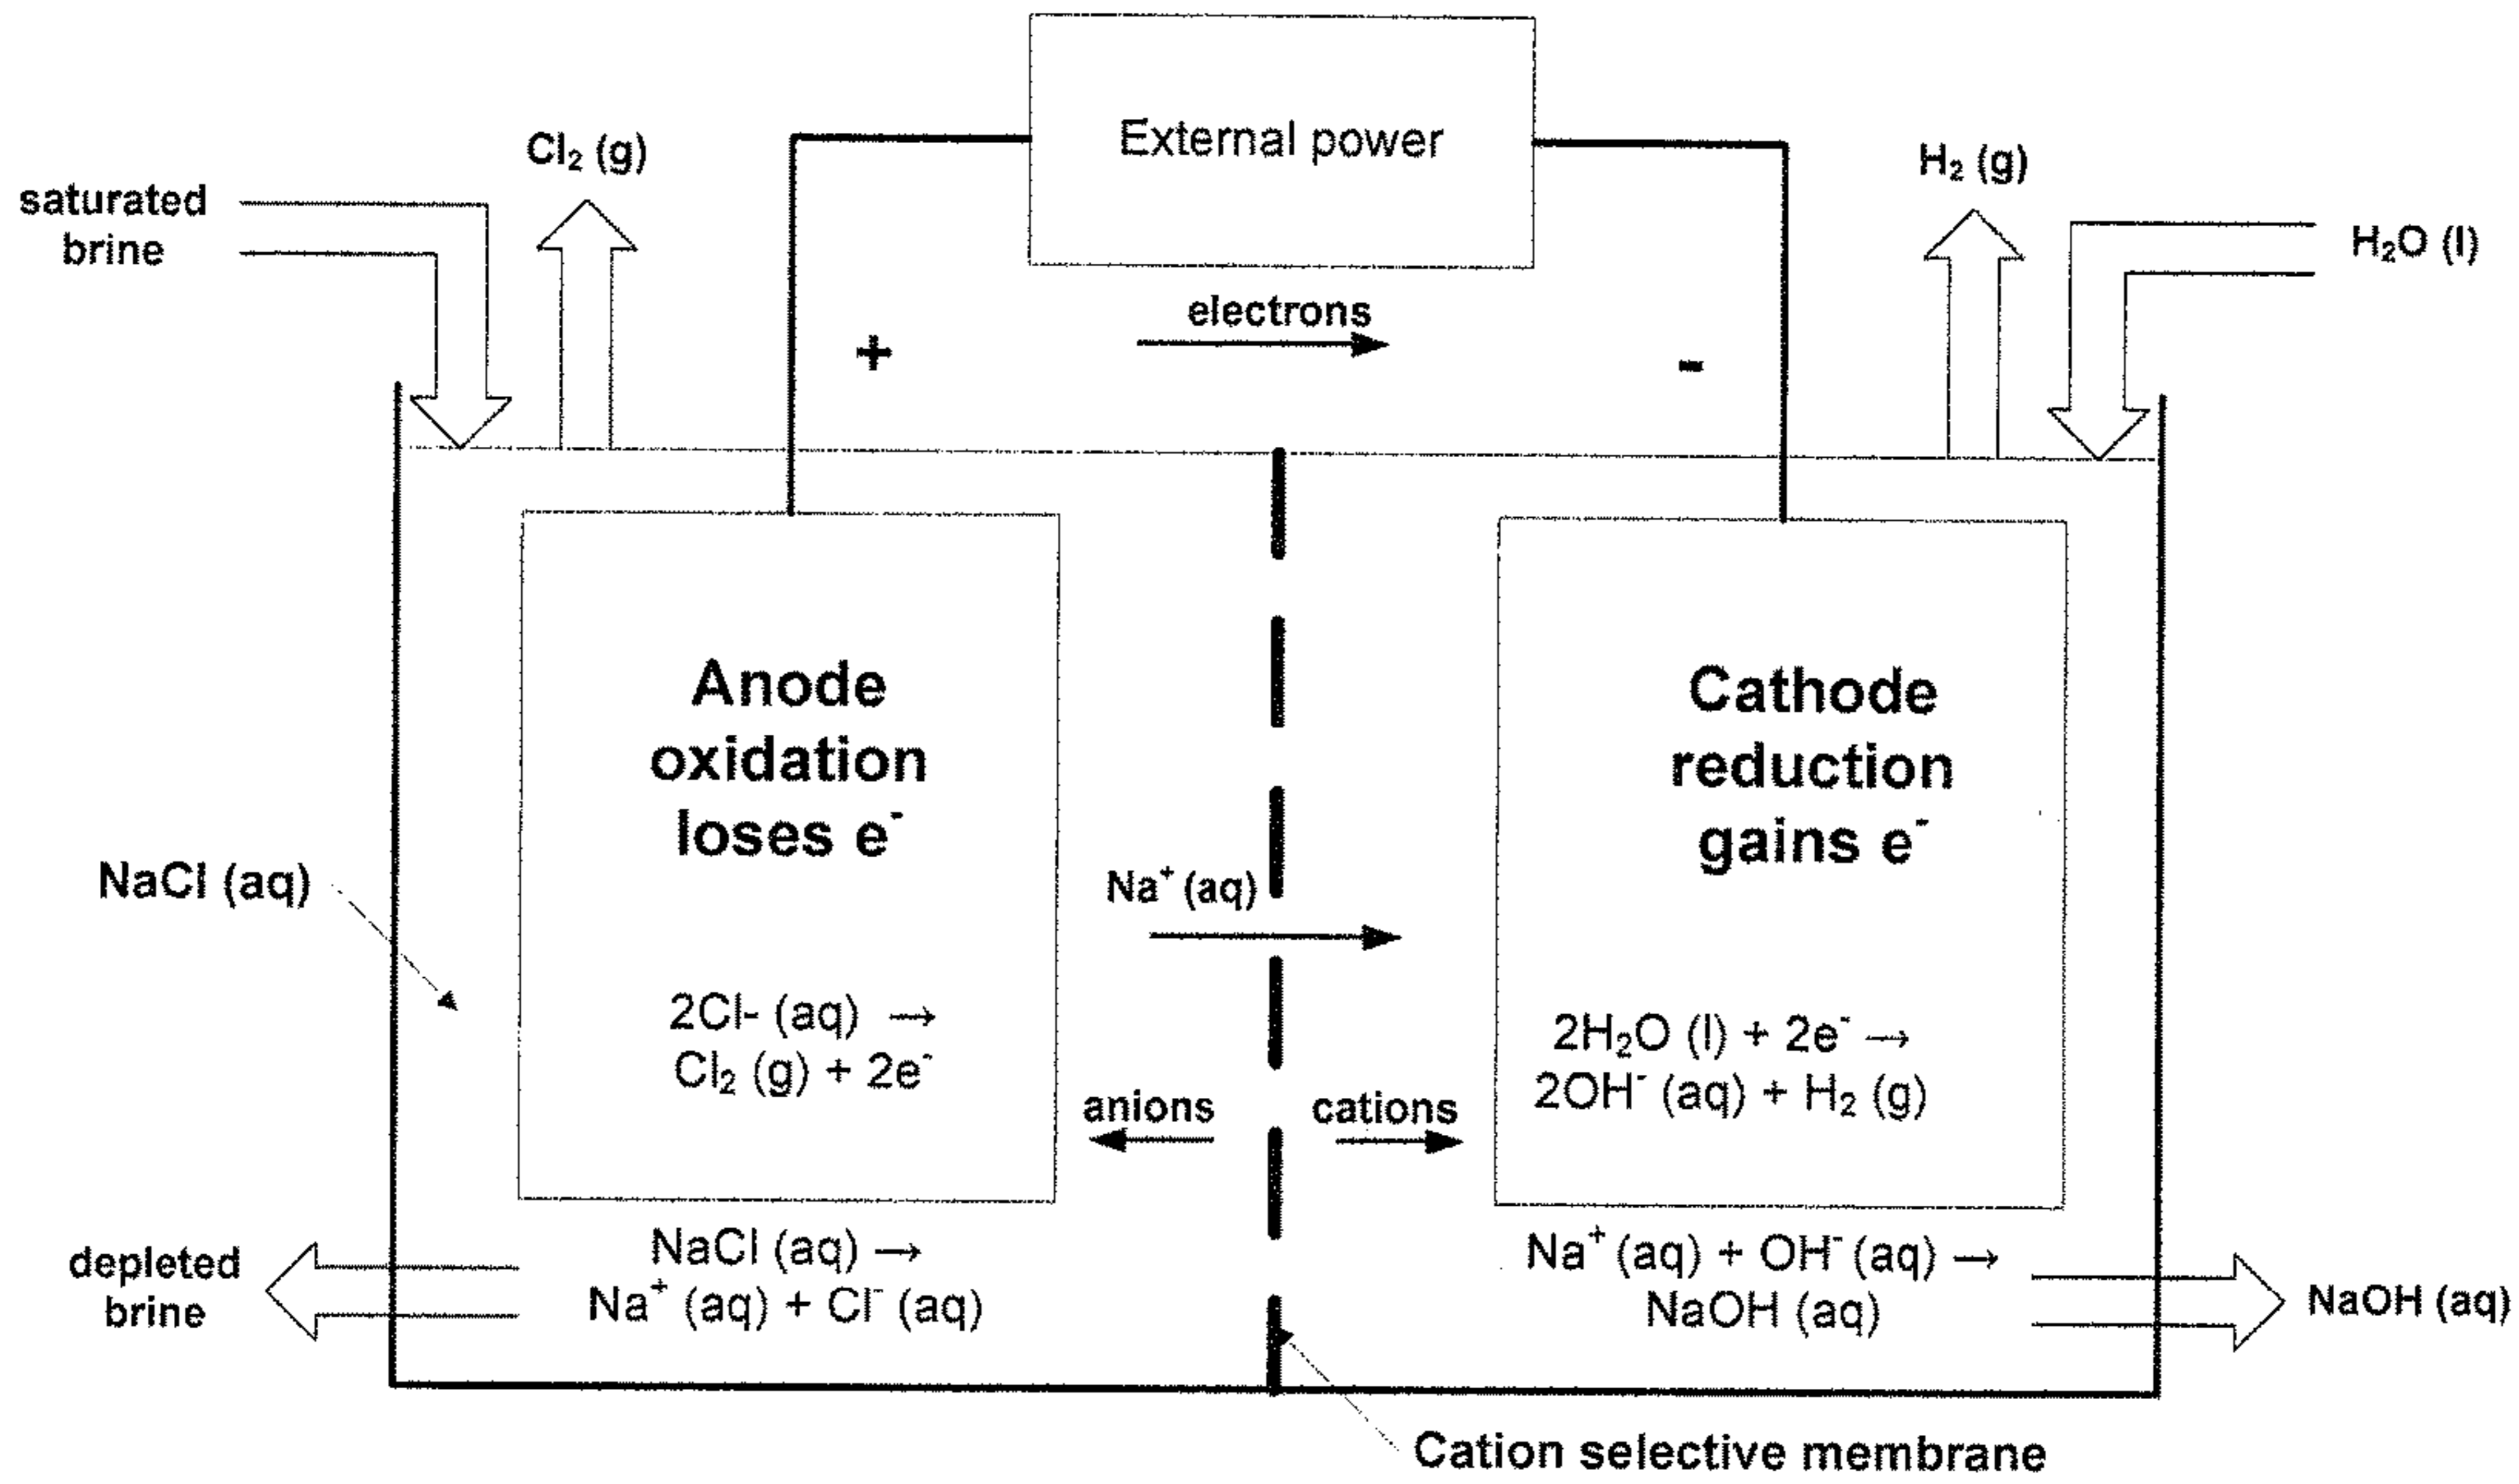 External power
Cl₂ (g)
H₂ (g)
saturated
brine
H₂O (l)
electrons
+
-
Anode
oxidation
loses e⁻
Cathode
reduction
gains e⁻
NaCl (aq)
Na⁺ (aq)
2Cl- (aq) →
Cl₂ (g) + 2e⁻
2H₂O (l) + 2e⁻ →
2OH⁻ (aq) + H₂ (g)
anions
cations
depleted
brine
NaCl (aq) →
Na⁺ (aq) + Cl⁻ (aq)
Na⁺ (aq) + OH⁻ (aq) →
NaOH (aq)
NaOH (aq)
Cation selective membrane